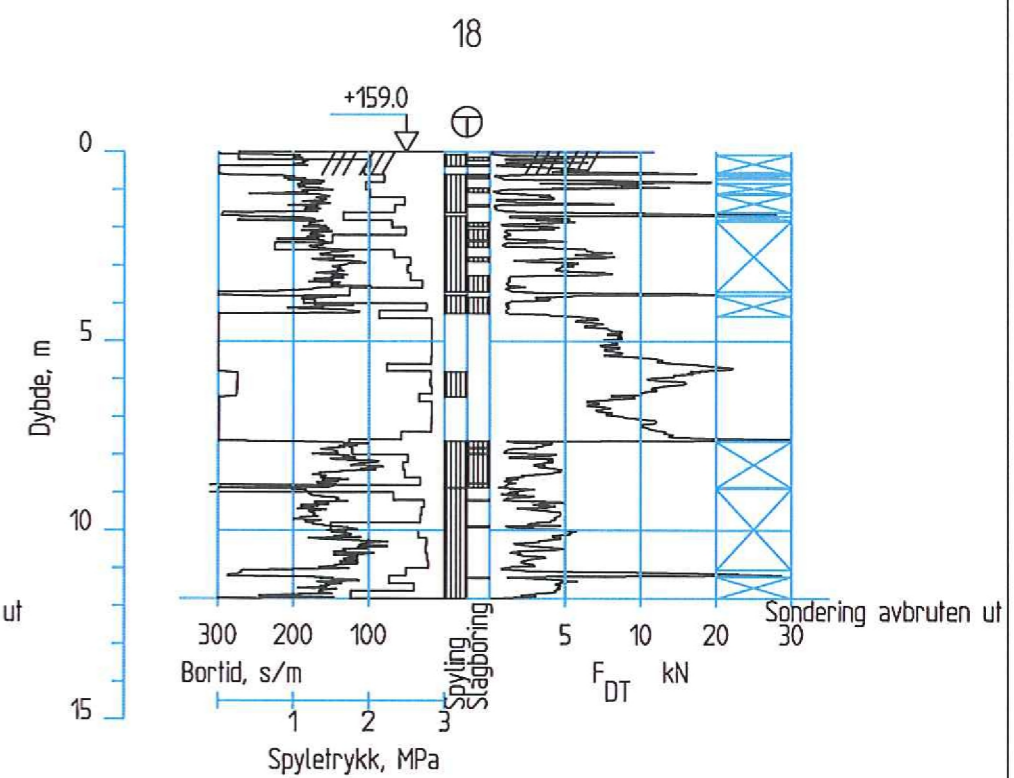 18
+159.0
T
0
5
10
15
Dybde, m
ut
300 200 100
Bortid, s/m
1 2 3
Spyletrykk, MPa
Spyling
Slagboring
5 10 20 30
F DT kN
Sondering avbruten ut